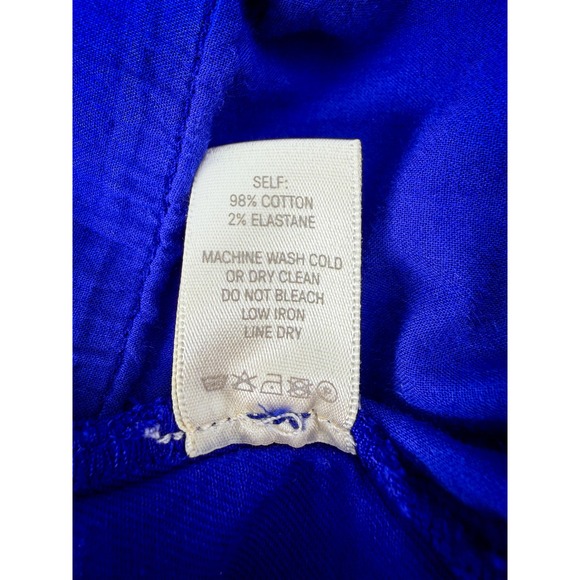 SELF:
98% COTTON
2% ELASTANE
MACHINE WASH COLD
OR DRY CLEAN
DO NOT BLEACH
LOW IRON
LINE DRY